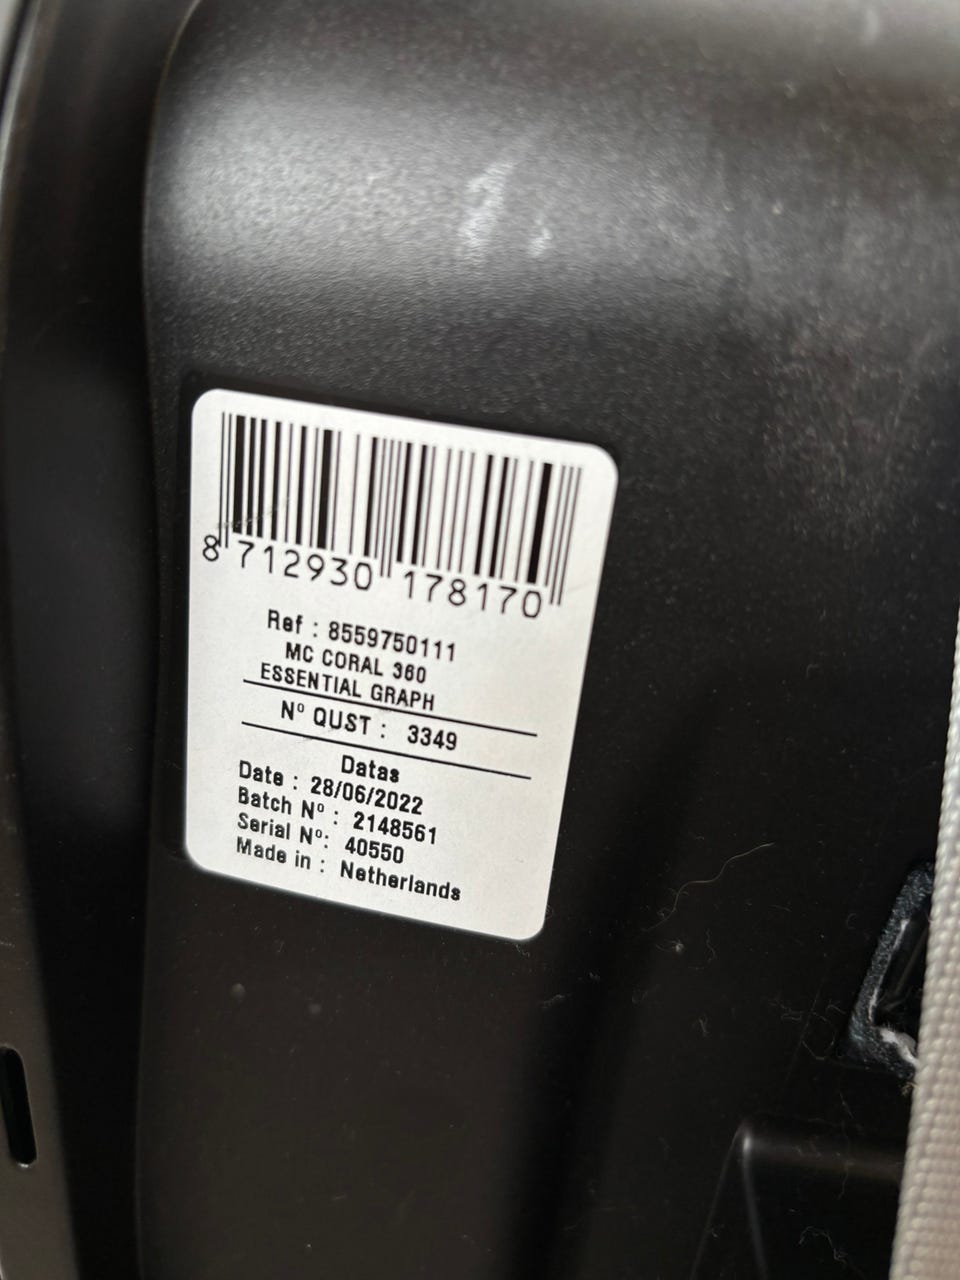 8 712930 178170
Ref : 8559750111
MC CORAL 360
ESSENTIAL GRAPH
Nº QUST : 3349
Datas
Date : 28/06/2022
Batch Nº : 2148561
Serial Nº: 40550
Made in : Netherlands